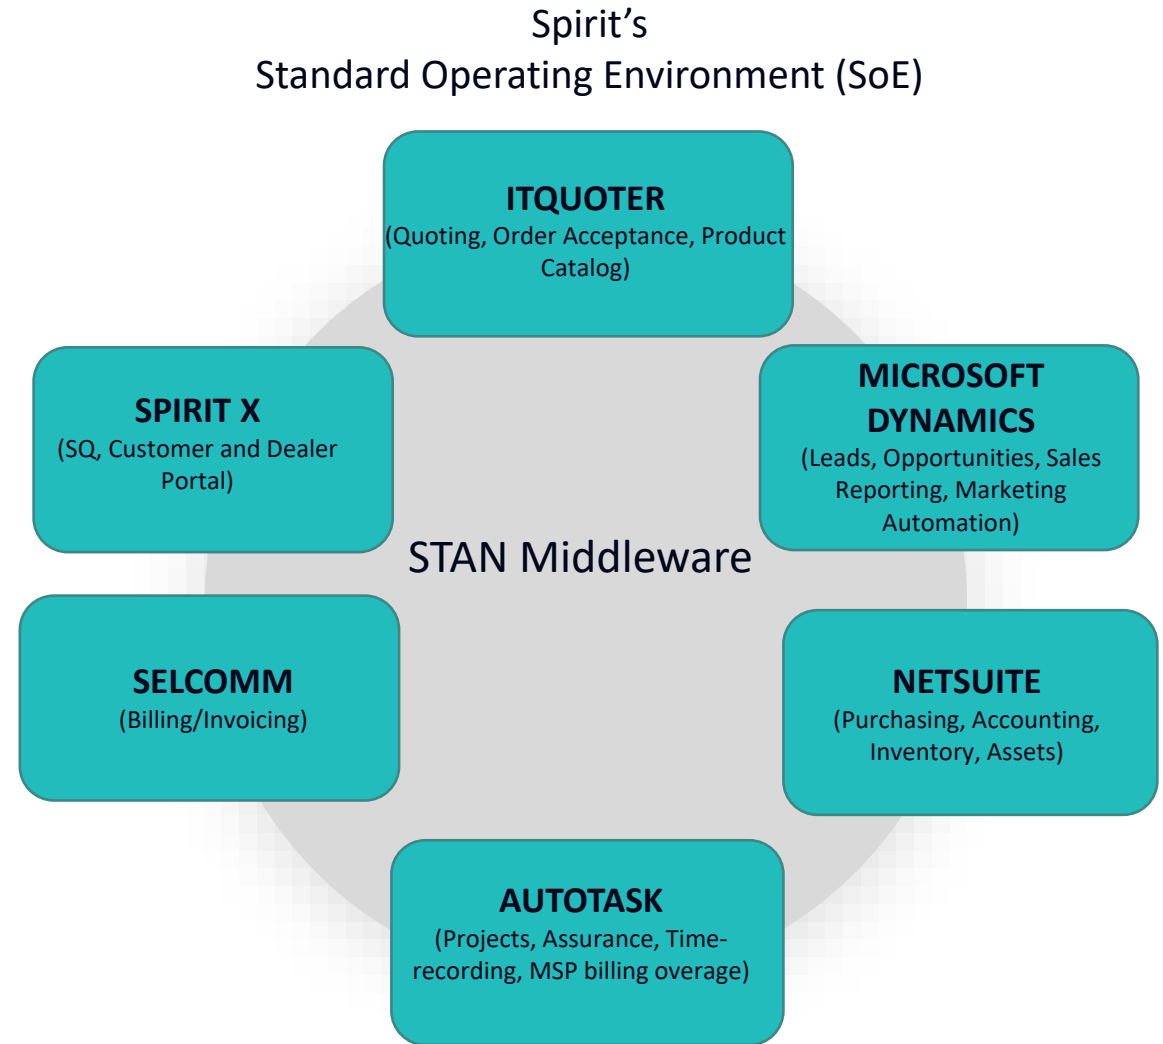 Spirit’s
Standard Operating Environment (SoE)
ITQUOTER
(Quoting, Order Acceptance, Product
Catalog)
SPIRIT X
(SQ, Customer and Dealer
Portal)
MICROSOFT
DYNAMICS
(Leads, Opportunities, Sales
Reporting, Marketing
Automation)
STAN Middleware
SELCOMM
(Billing/Invoicing)
NETSUITE
(Purchasing, Accounting,
Inventory, Assets)
AUTOTASK
(Projects, Assurance, Time-
recording, MSP billing overage)